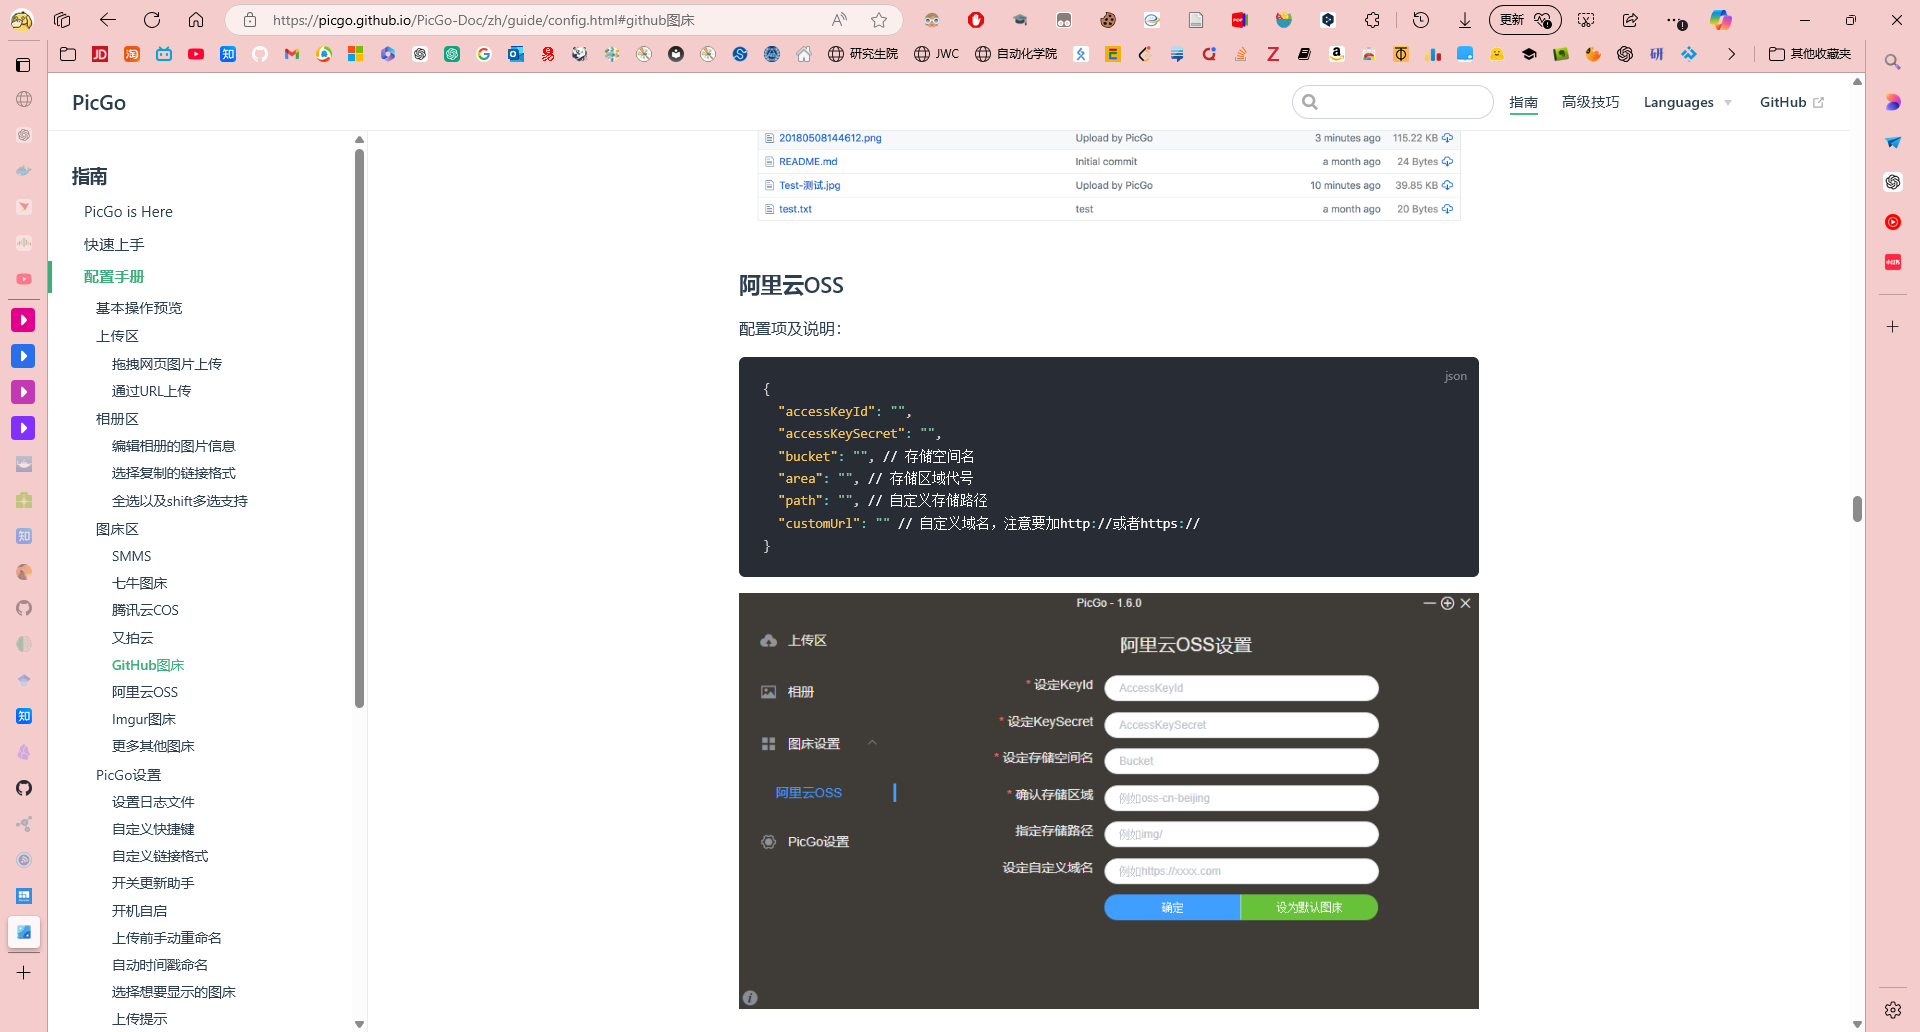 https://picgo.github.io/PicGo-Doc/zh/guide/config.html#github图床
更新
研究生院
JWC
自动化学院
其他收藏夹
PicGo
指南
高级技巧
Languages
GitHub
指南
PicGo is Here
快速上手
配置手册
基本操作预览
上传区
拖拽网页图片上传
通过URL上传
相册区
编辑相册的图片信息
选择复制的链接格式
全选以及shift多选支持
图床区
SMMS
七牛图床
腾讯云COS
又拍云
GitHub图床
阿里云OSS
Imgur图床
更多其他图床
PicGo设置
设置日志文件
自定义快捷键
自定义链接格式
开关更新助手
开机自启
上传前手动重命名
自动时间戳命名
选择想要显示的图床
上传提示
20180508144612.png Upload by PicGo 3 minutes ago 115.22 KB
README.md Initial commit a month ago 24 Bytes
Test-测试.jpg Upload by PicGo 10 minutes ago 39.85 KB
test.txt test a month ago 20 Bytes
阿里云OSS
配置项及说明：
json
{
"accessKeyId": "",
"accessKeySecret": "",
"bucket": "", // 存储空间名
"area": "", // 存储区域代号
"path": "", // 自定义存储路径
"customUrl": "" // 自定义域名，注意要加http://或者https://
}
PicGo - 1.6.0
上传区
相册
图床设置
阿里云OSS
PicGo设置
阿里云OSS设置
* 设定KeyId AccessKeyId
* 设定KeySecret AccessKeySecret
* 设定存储空间名 Bucket
* 确认存储区域 例如oss-cn-beijing
指定存储路径 例如img/
设定自定义域名 例如https://xxxx.com
确定 设为默认图床